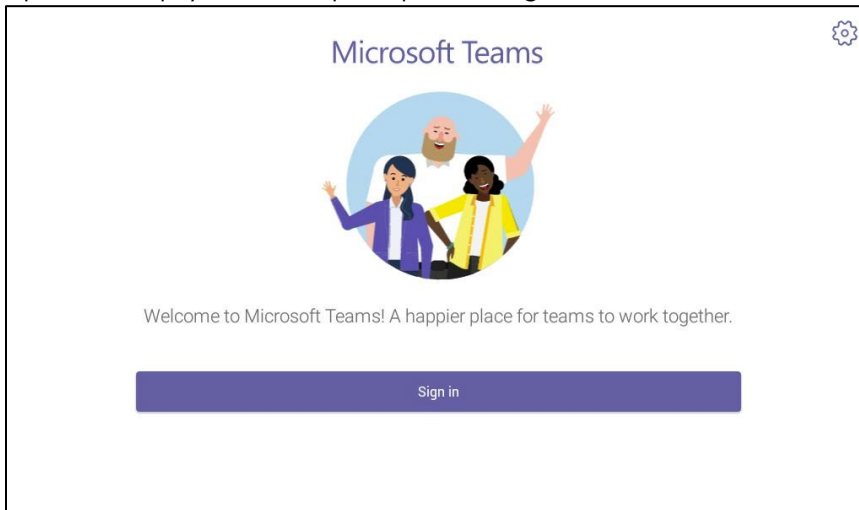 Microsoft Teams
Welcome to Microsoft Teams! A happier place for teams to work together.
Sign in